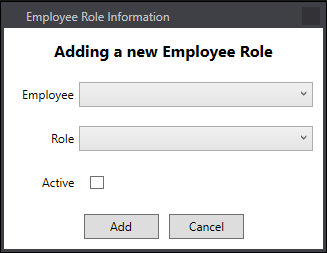 Employee Role Information
Adding a new Employee Role
Employee
Role
Active
Add Cancel